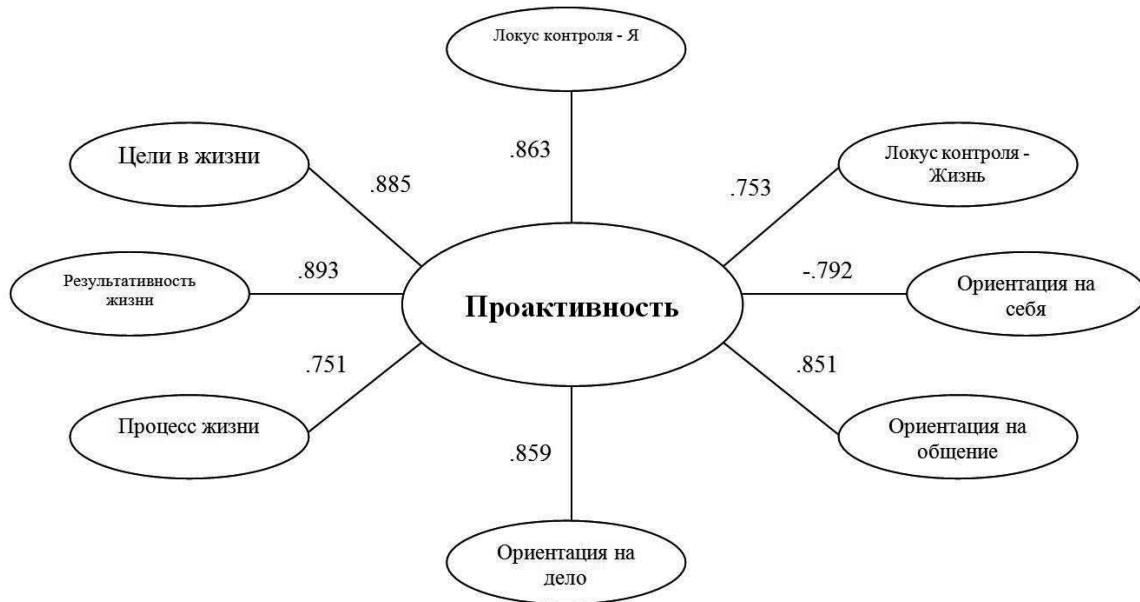 Локус контроля - Я
Цели в жизни
.863
Локус контроля -
Жизнь
.885
.753
Результативность
жизни
.893
Проактивность
-.792
Ориентация на
себя
.751
.851
Процесс жизни
.859
Ориентация на
общение
Ориентация на
дело